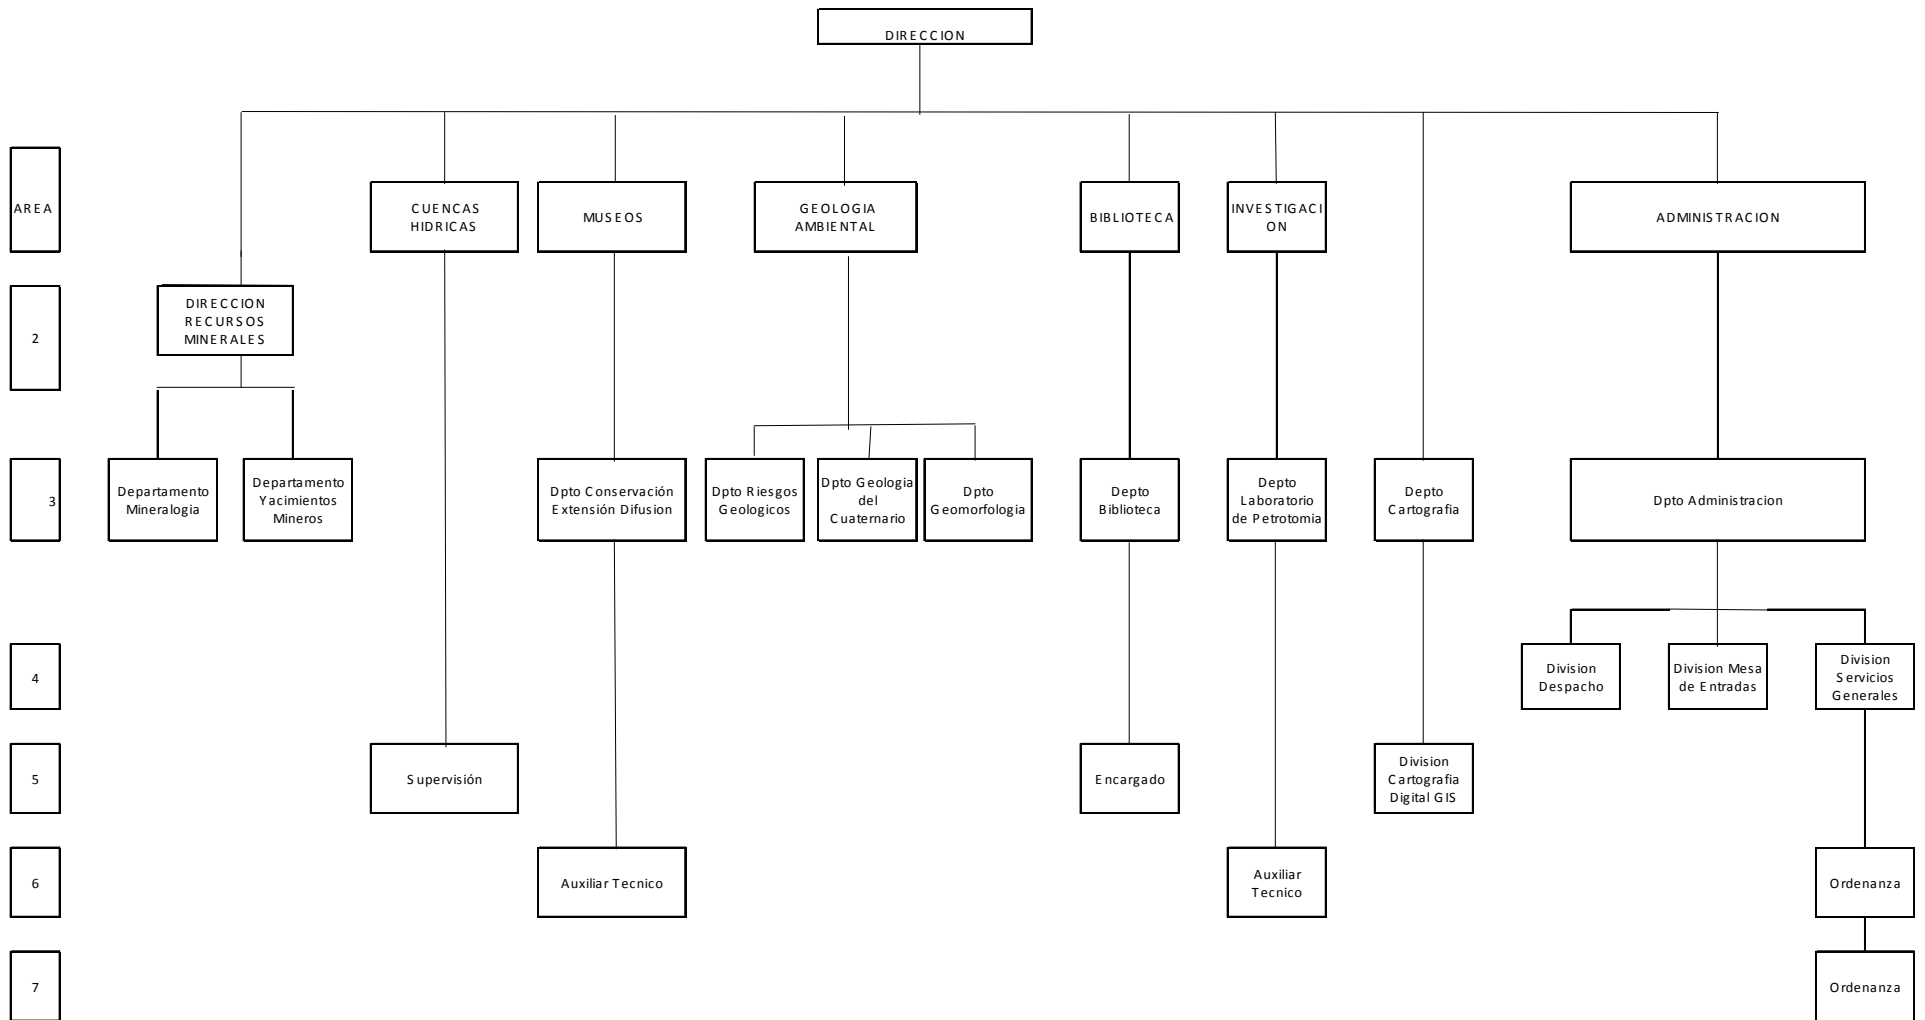 DIRECCION
AREA
CUENCAS
HIDRICAS
MUSEOS
GEOLOGIA
AMBIENTAL
BIBLIOTECA
INVESTIGACI
ON
ADMINISTRACION
2
DIRECCION
RECURSOS
MINERALES
3
Departamento
Mineralogia
Departamento
Yacimientos
Mineros
Dpto Conservación
Extensión Difusion
Dpto Riesgos
Geologicos
Dpto Geologia
del
Cuaternario
Dpto
Geomorfologia
Depto
Biblioteca
Depto
Laboratorio
de Petrotomia
Depto
Cartografia
Dpto Administracion
4
Division
Despacho
Division Mesa
de Entradas
Division
Servicios
Generales
5
Supervisión
Encargado
Division
Cartografia
Digital GIS
6
Auxiliar Tecnico
Auxiliar
Tecnico
Ordenanza
7
Ordenanza